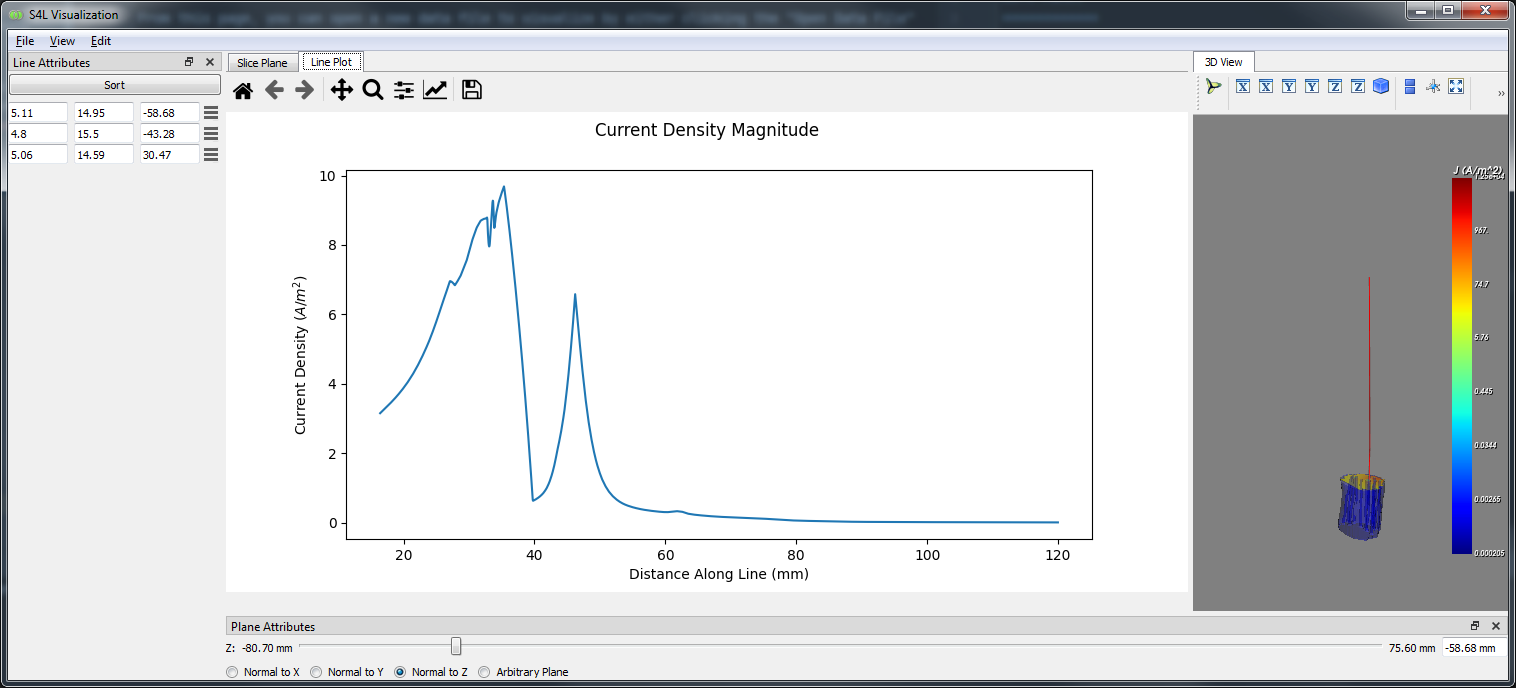 S4L Visualization
File View Edit
Line Attributes
Sort
5.11 14.95 -58.68
4.8 15.5 -43.28
5.06 14.59 30.47
Slice Plane Line Plot
Current Density Magnitude
10
8
6
4
2
0
Current Density (A/m²)
20 40 60 80 100 120
Distance Along Line (mm)
3D View
X X Y Y Z Z »
J (A/m^2)
1.25e+04
967.
74.7
5.76
0.445
0.0344
0.00265
0.000205
Plane Attributes
Z: -80.70 mm 75.60 mm -58.68 mm
Normal to X Normal to Y Normal to Z Arbitrary Plane